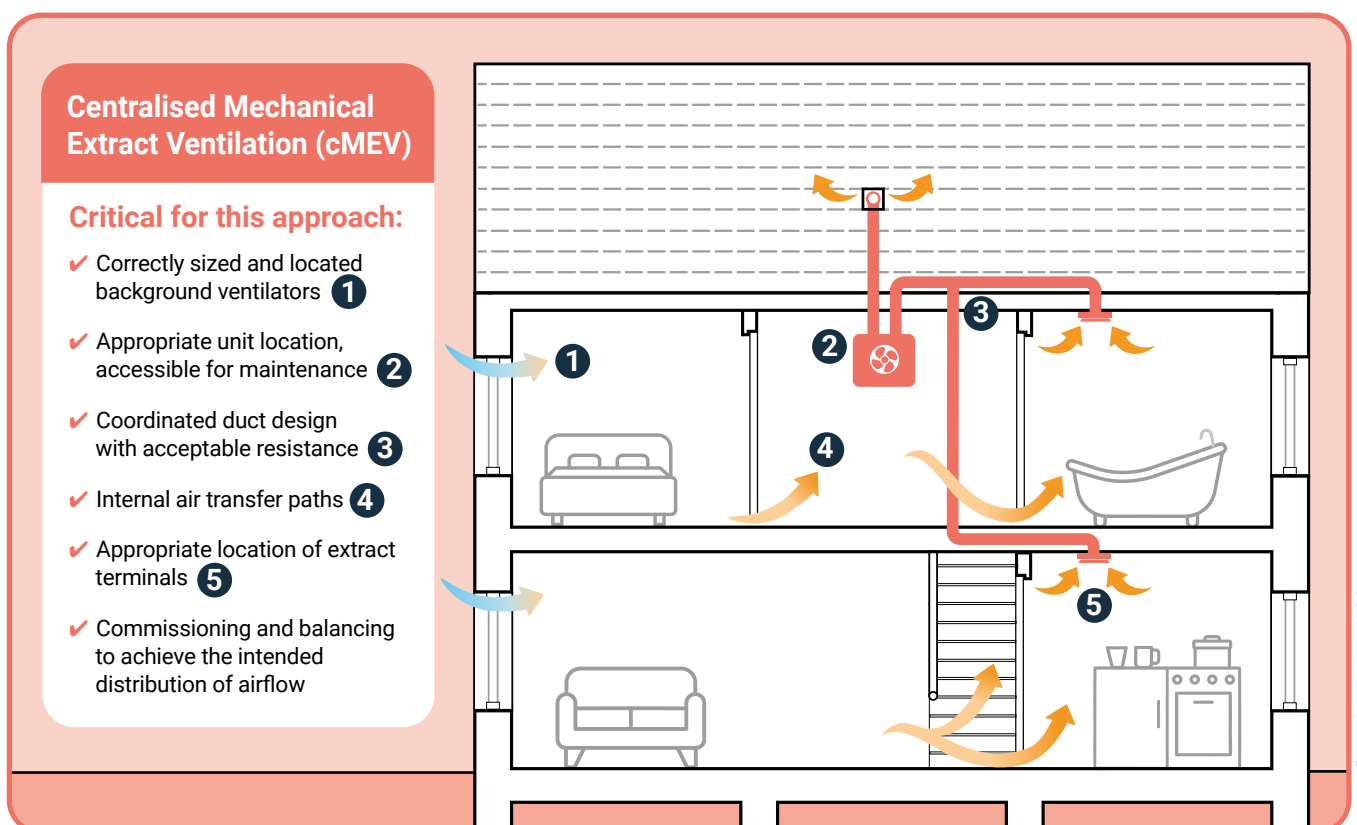 Centralised Mechanical
Extract Ventilation (cMEV)
Critical for this approach:
✔ Correctly sized and located
background ventilators 1
✔ Appropriate unit location,
accessible for maintenance 2
✔ Coordinated duct design
with acceptable resistance 3
✔ Internal air transfer paths 4
✔ Appropriate location of extract
terminals 5
✔ Commissioning and balancing
to achieve the intended
distribution of airflow
1
2
3
4
5